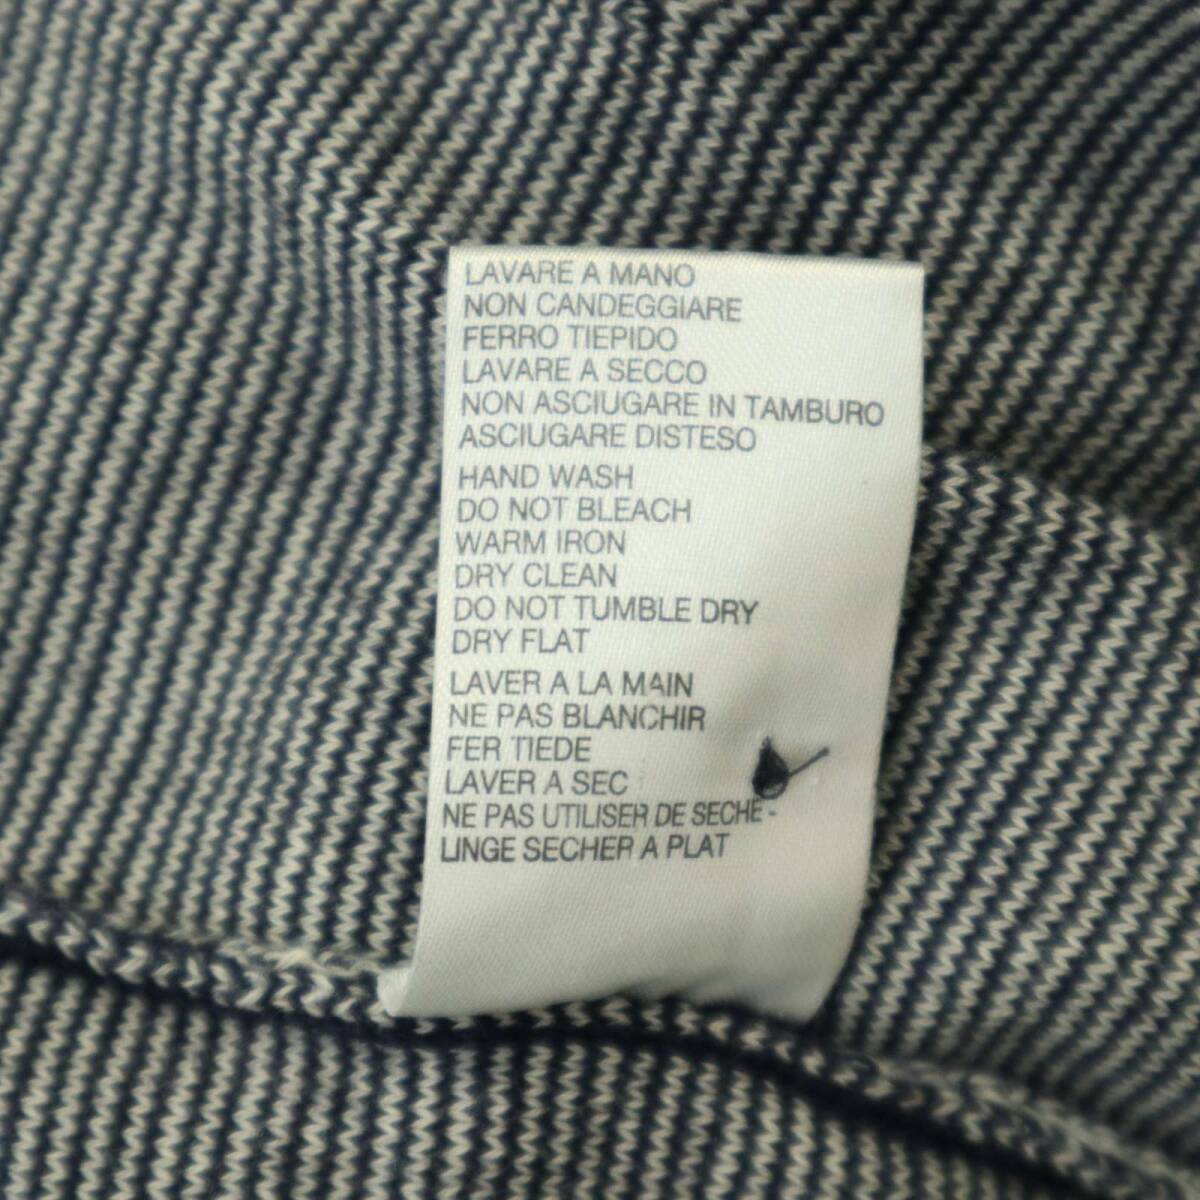 LAVARE A MANO
NON CANDEGGIARE
FERRO TIEPIDO
LAVARE A SECCO
NON ASCIUGARE IN TAMBURO
ASCIUGARE DISTESO
HAND WASH
DO NOT BLEACH
WARM IRON
DRY CLEAN
DO NOT TUMBLE DRY
DRY FLAT
LAVER A LA MAIN
NE PAS BLANCHIR
FER TIEDE
LAVER A SEC
NE PAS UTILISER DE SECHE-
LINGE SECHER A PLAT